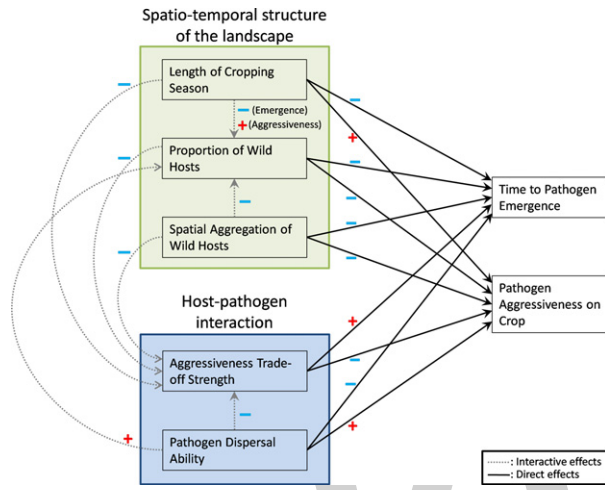 Spatio-temporal structure
of the landscape
Length of Cropping
Season
− (Emergence)
+ (Aggressiveness)
Proportion of Wild
Hosts
−
Spatial Aggregation of
Wild Hosts
−
−
−
Host-pathogen
interaction
Aggressiveness Trade-
off Strength
−
Pathogen Dispersal
Ability
+
−
+
−
−
−
−
+
−
−
+
Time to Pathogen
Emergence
Pathogen
Aggressiveness on
Crop
: Interactive effects
: Direct effects